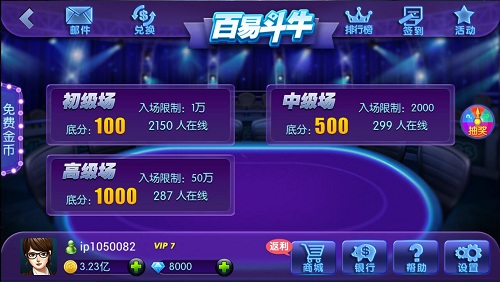 百易斗牛
邮件
兑换
排行榜
签到
活动
免费金币
初级场
入场限制：1万
底分：100
2150 人在线
中级场
入场限制：2000
底分：500
299 人在线
高级场
入场限制：50万
底分：1000
287 人在线
抽奖
ip1050082
VIP 7
3.23亿
8000
返利
商城
银行
帮助
设置